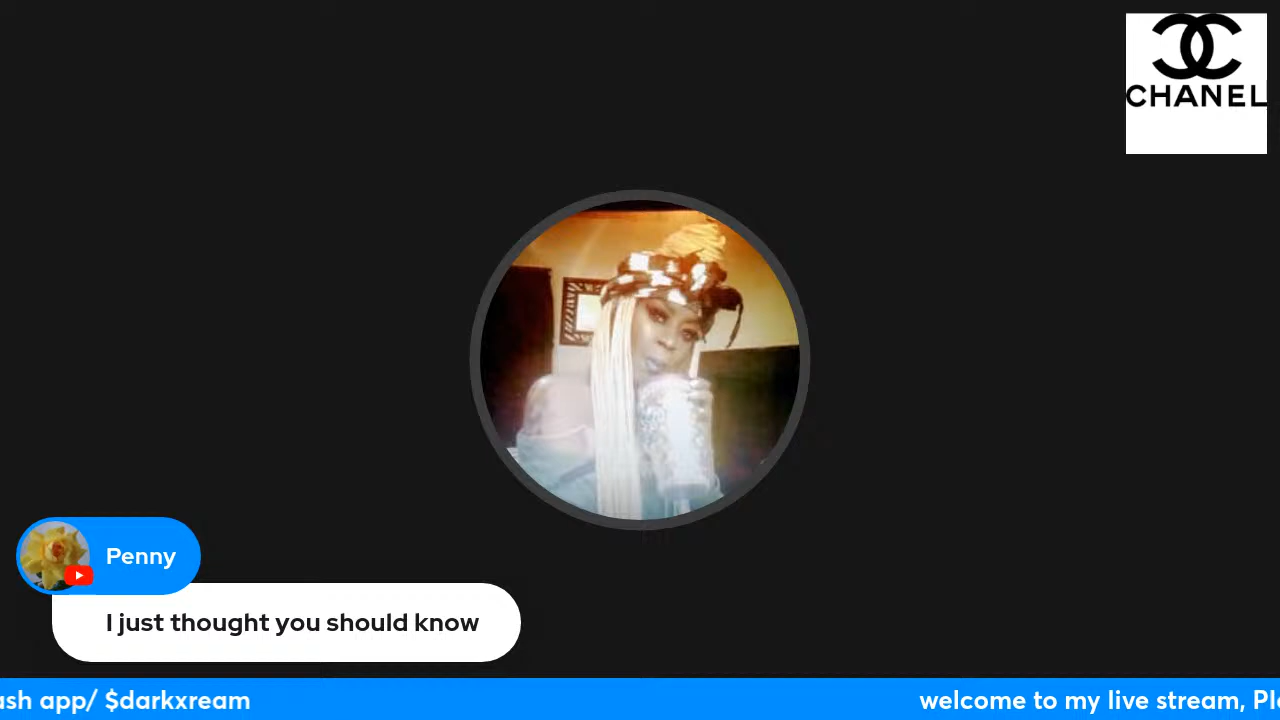 CHANEL
Penny
I just thought you should know
ash app/ $darkxream
welcome to my live stream, Pl